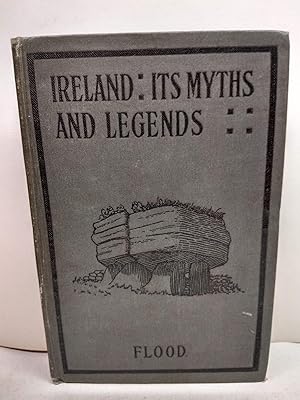 IRELAND : ITS MYTHS
AND LEGENDS : :
FLOOD.